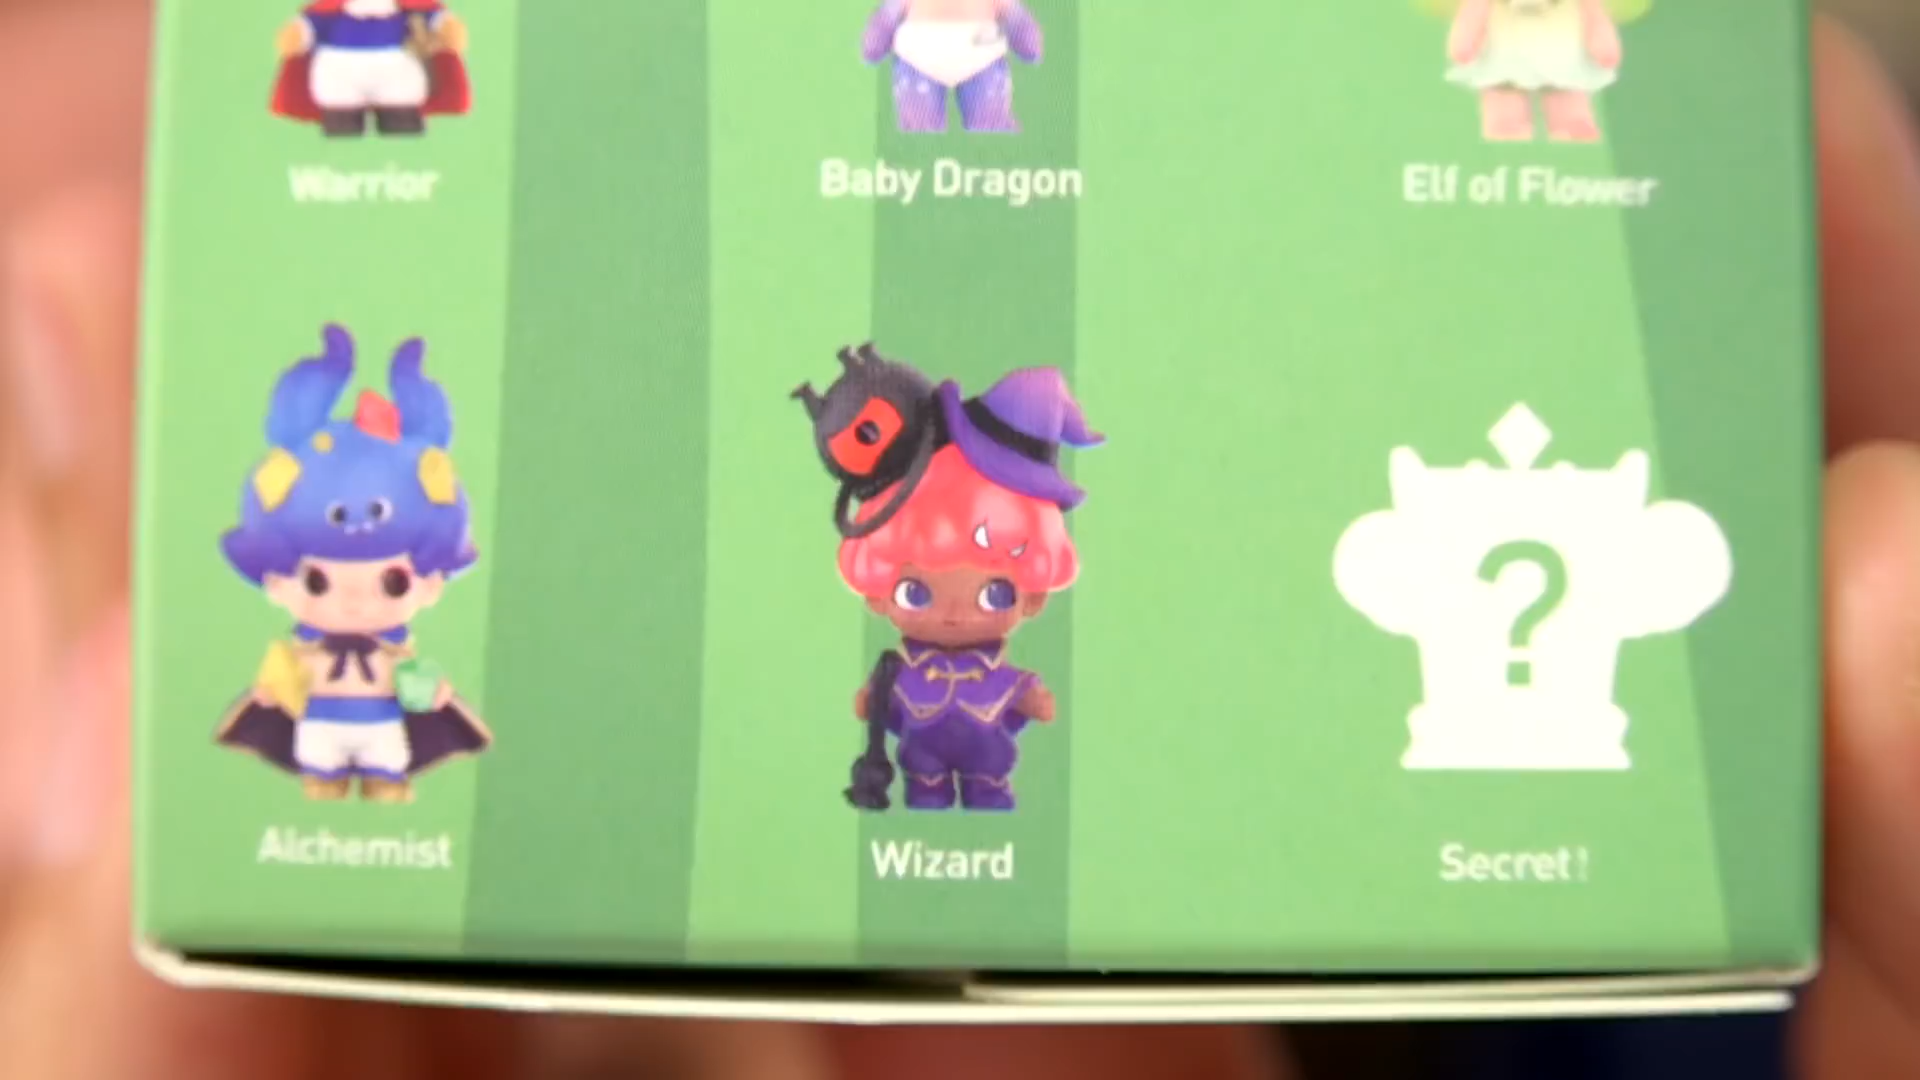 Warrior
Baby Dragon
Elf of Flower
Alchemist
?
Wizard
Secret!